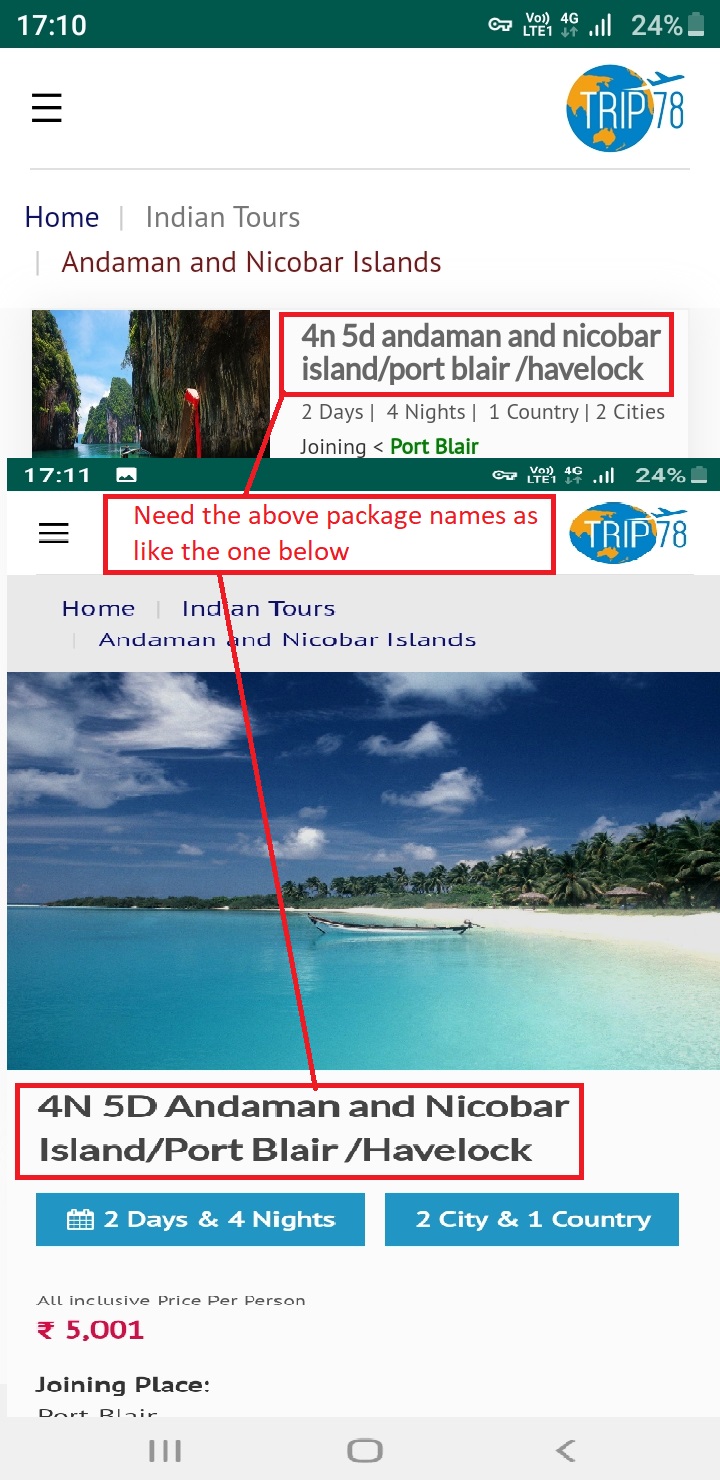 17:10 Vo)) LTE1 4G 24%
TRIP78
Home | Indian Tours
| Andaman and Nicobar Islands
4n 5d andaman and nicobar
island/port blair /havelock
2 Days | 4 Nights | 1 Country | 2 Cities
Joining < Port Blair
17:11 Vo)) LTE1 4G 24%
Need the above package names as
like the one below
TRIP78
Home | Indian Tours
| Andaman and Nicobar Islands
4N 5D Andaman and Nicobar
Island/Port Blair /Havelock
2 Days & 4 Nights 2 City & 1 Country
All inclusive Price Per Person
₹ 5,001
Joining Place:
Port Blair